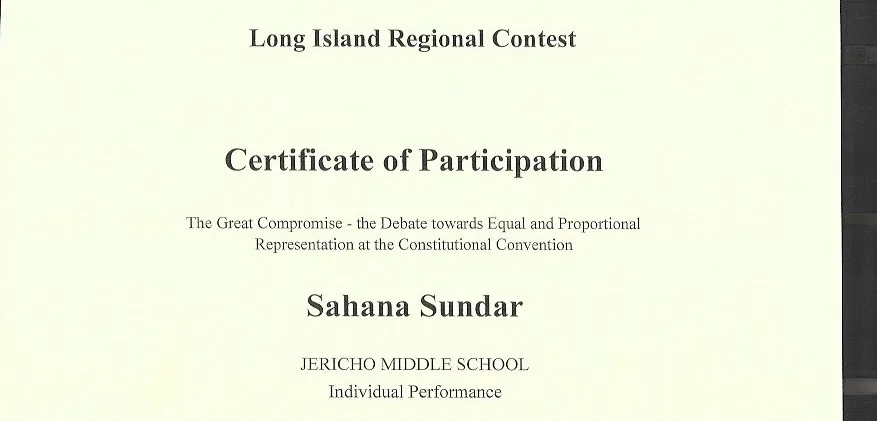 Long Island Regional Contest
Certificate of Participation
The Great Compromise - the Debate towards Equal and Proportional
Representation at the Constitutional Convention
Sahana Sundar
JERICHO MIDDLE SCHOOL
Individual Performance